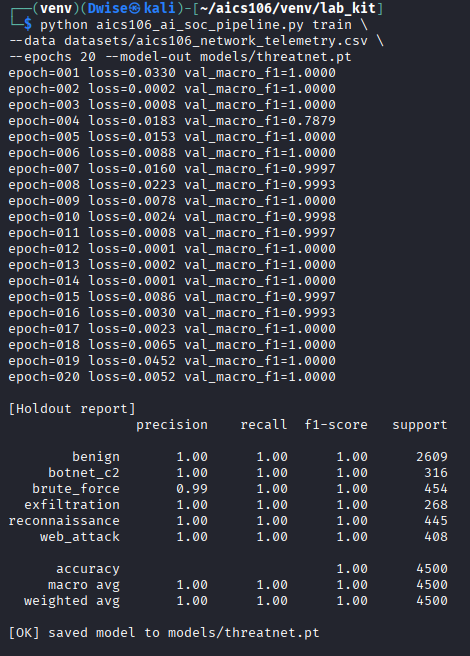 ┌──(venv)(Dwise㉿kali)-[~/aics106/venv/lab_kit]
└─$ python aics106_ai_soc_pipeline.py train \
--data datasets/aics106_network_telemetry.csv \
--epochs 20 --model-out models/threatnet.pt
epoch=001 loss=0.0330 val_macro_f1=1.0000
epoch=002 loss=0.0002 val_macro_f1=1.0000
epoch=003 loss=0.0008 val_macro_f1=1.0000
epoch=004 loss=0.0183 val_macro_f1=0.7879
epoch=005 loss=0.0153 val_macro_f1=1.0000
epoch=006 loss=0.0088 val_macro_f1=1.0000
epoch=007 loss=0.0160 val_macro_f1=0.9997
epoch=008 loss=0.0223 val_macro_f1=0.9993
epoch=009 loss=0.0078 val_macro_f1=1.0000
epoch=010 loss=0.0024 val_macro_f1=0.9998
epoch=011 loss=0.0008 val_macro_f1=0.9997
epoch=012 loss=0.0001 val_macro_f1=1.0000
epoch=013 loss=0.0002 val_macro_f1=1.0000
epoch=014 loss=0.0001 val_macro_f1=1.0000
epoch=015 loss=0.0086 val_macro_f1=0.9997
epoch=016 loss=0.0030 val_macro_f1=0.9993
epoch=017 loss=0.0023 val_macro_f1=1.0000
epoch=018 loss=0.0065 val_macro_f1=1.0000
epoch=019 loss=0.0452 val_macro_f1=1.0000
epoch=020 loss=0.0052 val_macro_f1=1.0000

[Holdout report]
                precision    recall  f1-score   support

        benign       1.00      1.00      1.00      2609
     botnet_c2       1.00      1.00      1.00       316
   brute_force       0.99      1.00      1.00       454
  exfiltration       1.00      1.00      1.00       268
reconnaissance       1.00      1.00      1.00       445
    web_attack       1.00      1.00      1.00       408

      accuracy                           1.00      4500
     macro avg       1.00      1.00      1.00      4500
  weighted avg       1.00      1.00      1.00      4500

[OK] saved model to models/threatnet.pt